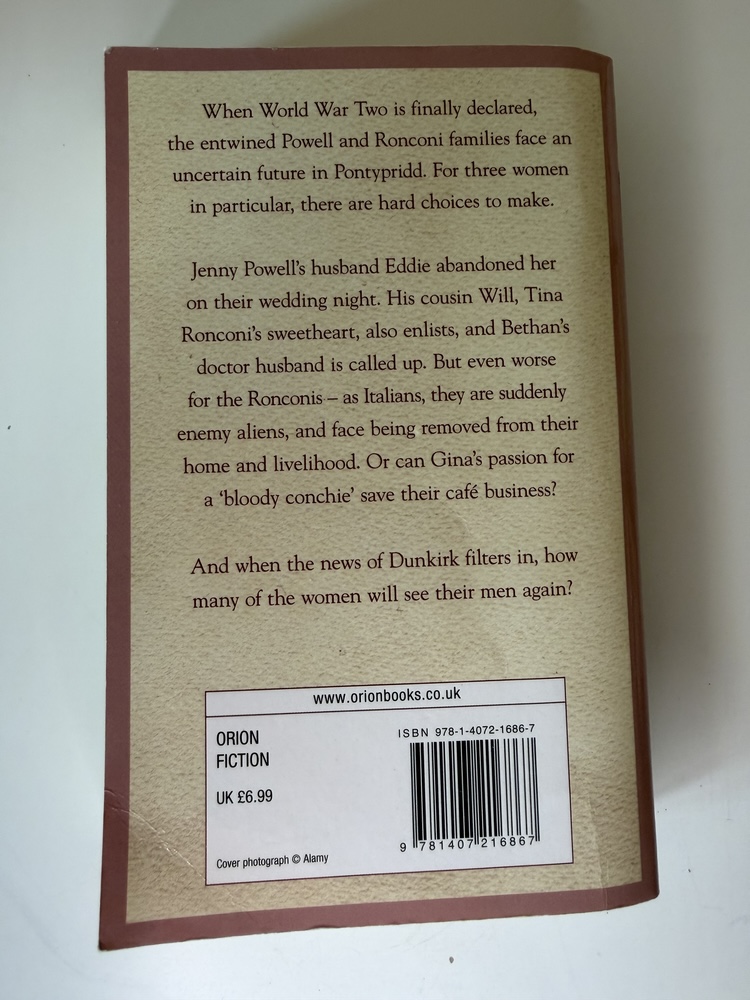 When World War Two is finally declared,
the entwined Powell and Ronconi families face an
uncertain future in Pontypridd. For three women
in particular, there are hard choices to make.
Jenny Powell's husband Eddie abandoned her
on their wedding night. His cousin Will, Tina
Ronconi's sweetheart, also enlists, and Bethan's
doctor husband is called up. But even worse
for the Ronconis – as Italians, they are suddenly
enemy aliens, and face being removed from their
home and livelihood. Or can Gina's passion for
a 'bloody conchie' save their café business?
And when the news of Dunkirk filters in, how
many of the women will see their men again?
www.orionbooks.co.uk
ORION
FICTION
UK £6.99
Cover photograph © Alamy
ISBN 978-1-4072-1686-7
9 781407 216867